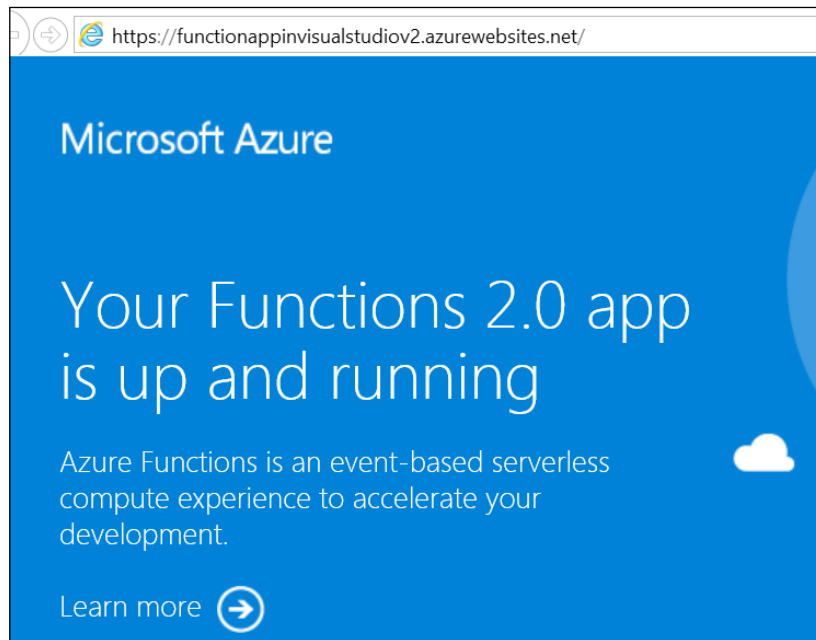 https://functionappinvisualstudiov2.azurewebsites.net/
Microsoft Azure
Your Functions 2.0 app
is up and running
Azure Functions is an event-based serverless
compute experience to accelerate your
development.
Learn more